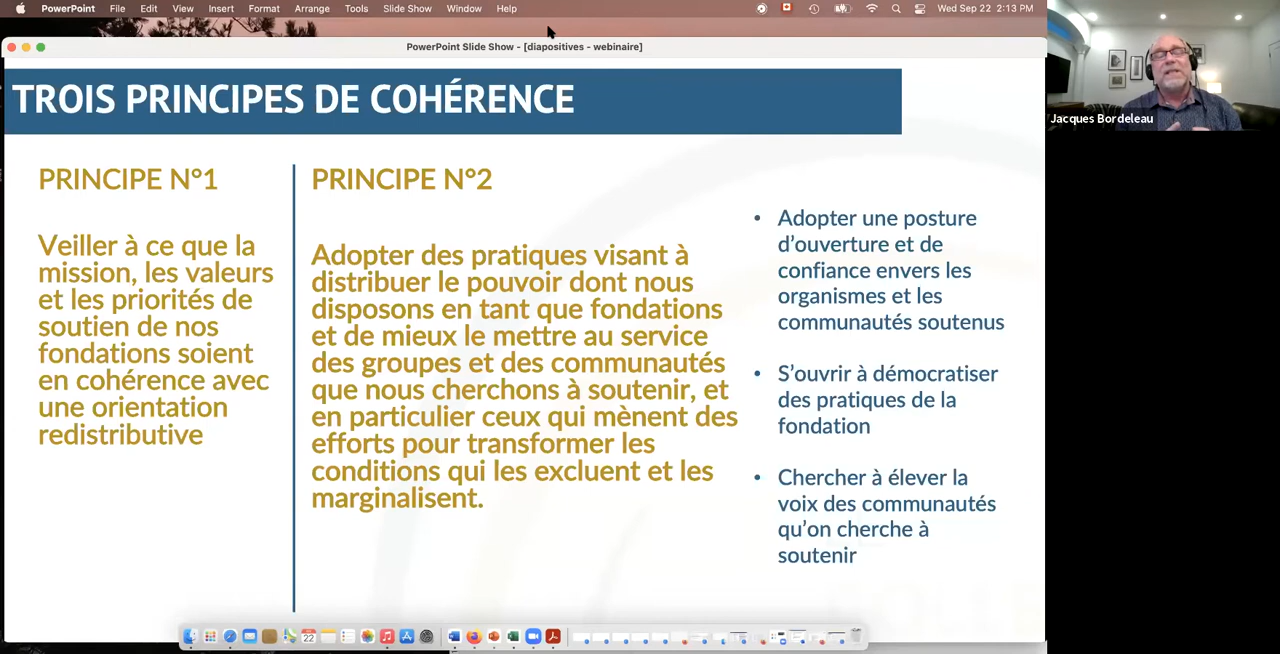 PowerPoint File Edit View Insert Format Arrange Tools Slide Show Window Help Wed Sep 22 2:13 PM
PowerPoint Slide Show - [diapositives - webinaire]
Jacques Bordeleau
TROIS PRINCIPES DE COHÉRENCE
PRINCIPE N°1
Veiller à ce que la
mission, les valeurs
et les priorités de
soutien de nos
fondations soient
en cohérence avec
une orientation
redistributive
PRINCIPE N°2
Adopter des pratiques visant à
distribuer le pouvoir dont nous
disposons en tant que fondations
et de mieux le mettre au service
des groupes et des communautés
que nous cherchons à soutenir, et
en particulier ceux qui mènent des
efforts pour transformer les
conditions qui les excluent et les
marginalisent.
• Adopter une posture
d’ouverture et de
confiance envers les
organismes et les
communautés soutenus
• S’ouvrir à démocratiser
des pratiques de la
fondation
• Chercher à élever la
voix des communautés
qu’on cherche à
soutenir
22